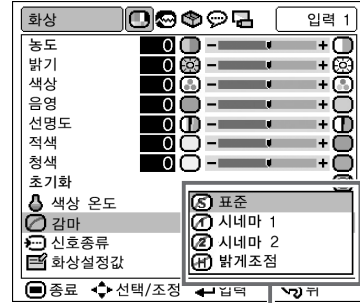 화상 입력 1
농도 0 - +
밝기 0 - +
색상 0 - +
음영 0 - +
선명도 0 - +
적색 0 - +
청색 0 - +
초기화
색상 온도
감마
신호종류
화상설정값
S 표준
1 시네마 1
2 시네마 2
H 밝게조점
종료 선택/조정 입력 뒤